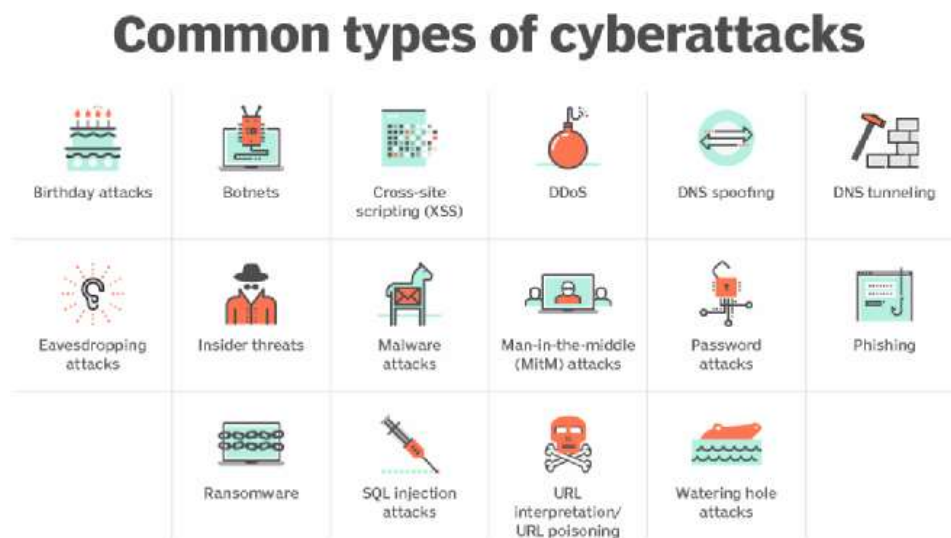 Common types of cyberattacks
Birthday attacks
Botnets
Cross-site
scripting (XSS)
DDoS
DNS spoofing
DNS tunneling
Eavesdropping
attacks
Insider threats
Malware
attacks
Man-in-the-middle
(MitM) attacks
Password
attacks
Phishing
Ransomware
SQL injection
attacks
URL
interpretation/
URL poisoning
Watering hole
attacks